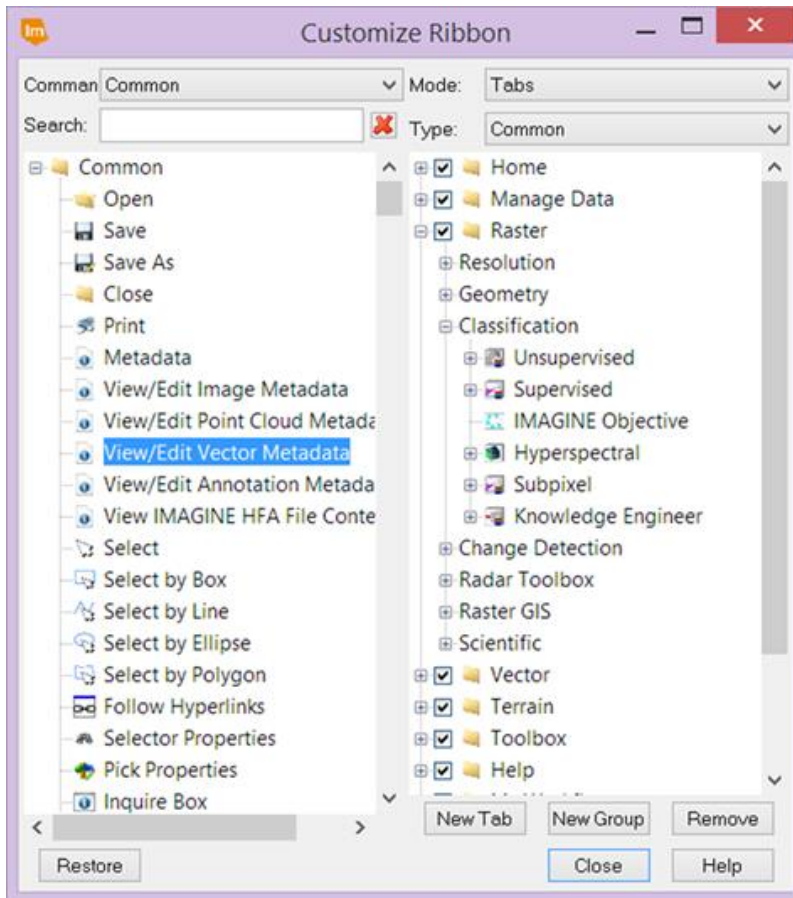 Im
Customize Ribbon
Comman Common
Mode: Tabs
Search:
Type: Common
Common
Open
Save
Save As
Close
Print
Metadata
View/Edit Image Metadata
View/Edit Point Cloud Metada
View/Edit Vector Metadata
View/Edit Annotation Metada
View IMAGINE HFA File Conte
Select
Select by Box
Select by Line
Select by Ellipse
Select by Polygon
Follow Hyperlinks
Selector Properties
Pick Properties
Inquire Box
Home
Manage Data
Raster
Resolution
Geometry
Classification
Unsupervised
Supervised
IMAGINE Objective
Hyperspectral
Subpixel
Knowledge Engineer
Change Detection
Radar Toolbox
Raster GIS
Scientific
Vector
Terrain
Toolbox
Help
New Tab
New Group
Remove
Restore
Close
Help